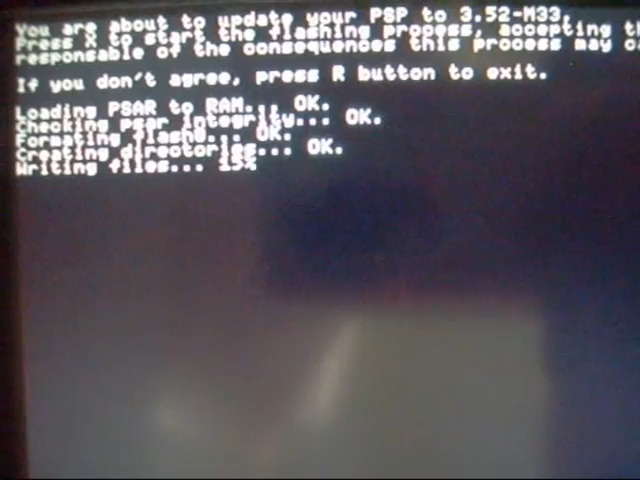 You are about to update your PSP to 3.52-M33.
Press X to start the flashing process, accepting
responsable of the consequences this process may
If you don't agree, press R button to exit.
Loading PSAR to RAM... OK.
Checking psar integrity... OK.
Formating flash0... OK.
Creating directories... OK.
Writing files... 15%